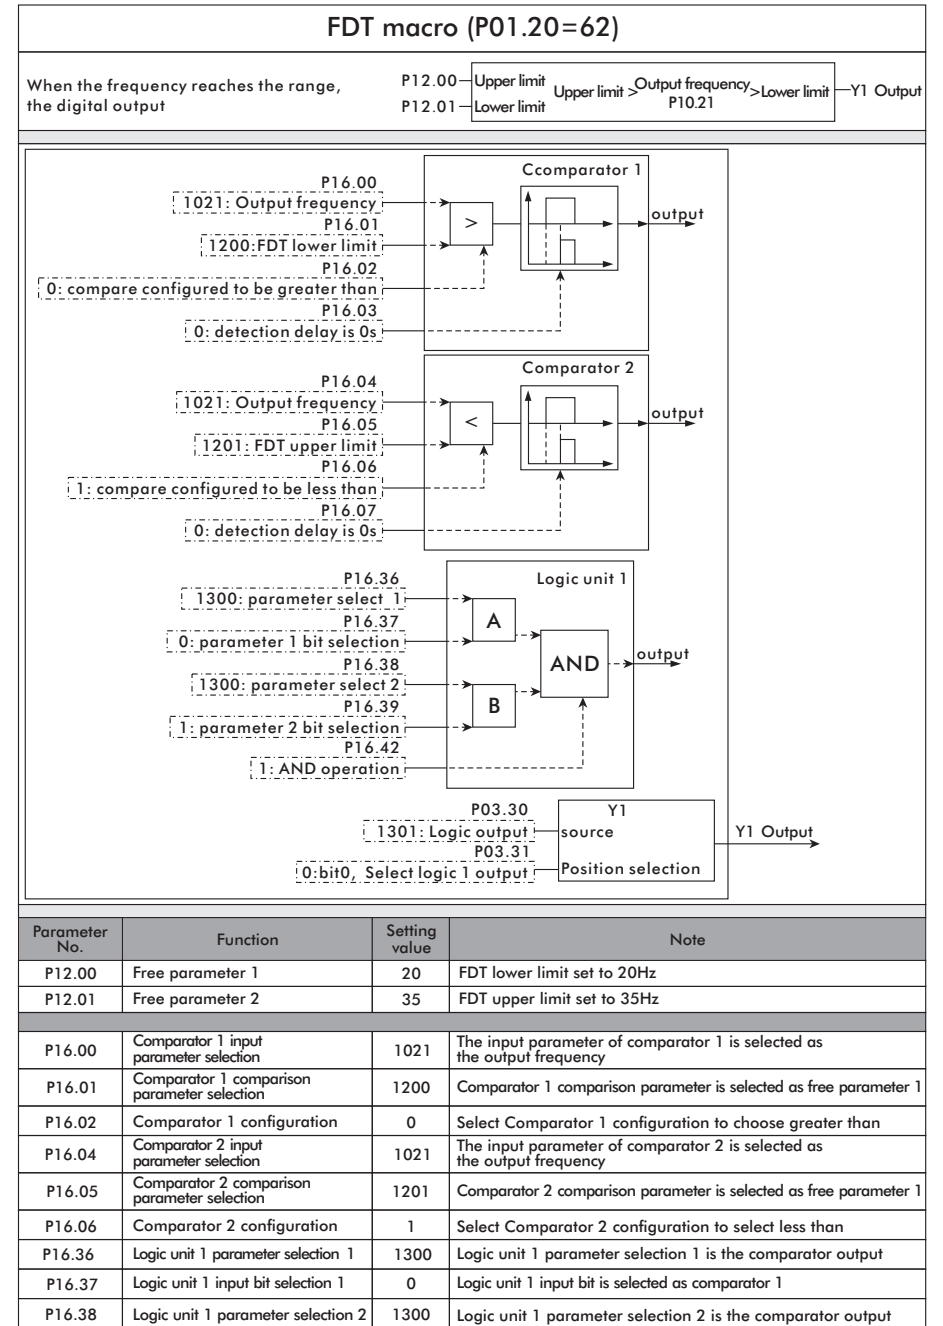 FDT macro (P01.20=62)
When the frequency reaches the range,
the digital output
P12.00
P12.01
Upper limit
Lower limit
Upper limit >
Output frequency
P10.21
>Lower limit
Y1 Output
Ccomparator 1
P16.00
1021: Output frequency
P16.01
1200:FDT lower limit
P16.02
0: compare configured to be greater than
P16.03
0: detection delay is 0s
>
output
Comparator 2
P16.04
1021: Output frequency
P16.05
1201: FDT upper limit
P16.06
1: compare configured to be less than
P16.07
0: detection delay is 0s
<
output
Logic unit 1
P16.36
1300: parameter select 1
P16.37
0: parameter 1 bit selection
P16.38
1300: parameter select 2
P16.39
1: parameter 2 bit selection
P16.42
1: AND operation
A
B
AND
output
P03.30
1301: Logic output
P03.31
0:bit0, Select logic 1 output
Y1
source
Position selection
Y1 Output
Parameter No. Function Setting value Note
P12.00 Free parameter 1 20 FDT lower limit set to 20Hz
P12.01 Free parameter 2 35 FDT upper limit set to 35Hz
P16.00 Comparator 1 input parameter selection 1021 The input parameter of comparator 1 is selected as the output frequency
P16.01 Comparator 1 comparison parameter selection 1200 Comparator 1 comparison parameter is selected as free parameter 1
P16.02 Comparator 1 configuration 0 Select Comparator 1 configuration to choose greater than
P16.04 Comparator 2 input parameter selection 1021 The input parameter of comparator 2 is selected as the output frequency
P16.05 Comparator 2 comparison parameter selection 1201 Comparator 2 comparison parameter is selected as free parameter 1
P16.06 Comparator 2 configuration 1 Select Comparator 2 configuration to select less than
P16.36 Logic unit 1 parameter selection 1 1300 Logic unit 1 parameter selection 1 is the comparator output
P16.37 Logic unit 1 input bit selection 1 0 Logic unit 1 input bit is selected as comparator 1
P16.38 Logic unit 1 parameter selection 2 1300 Logic unit 1 parameter selection 2 is the comparator output